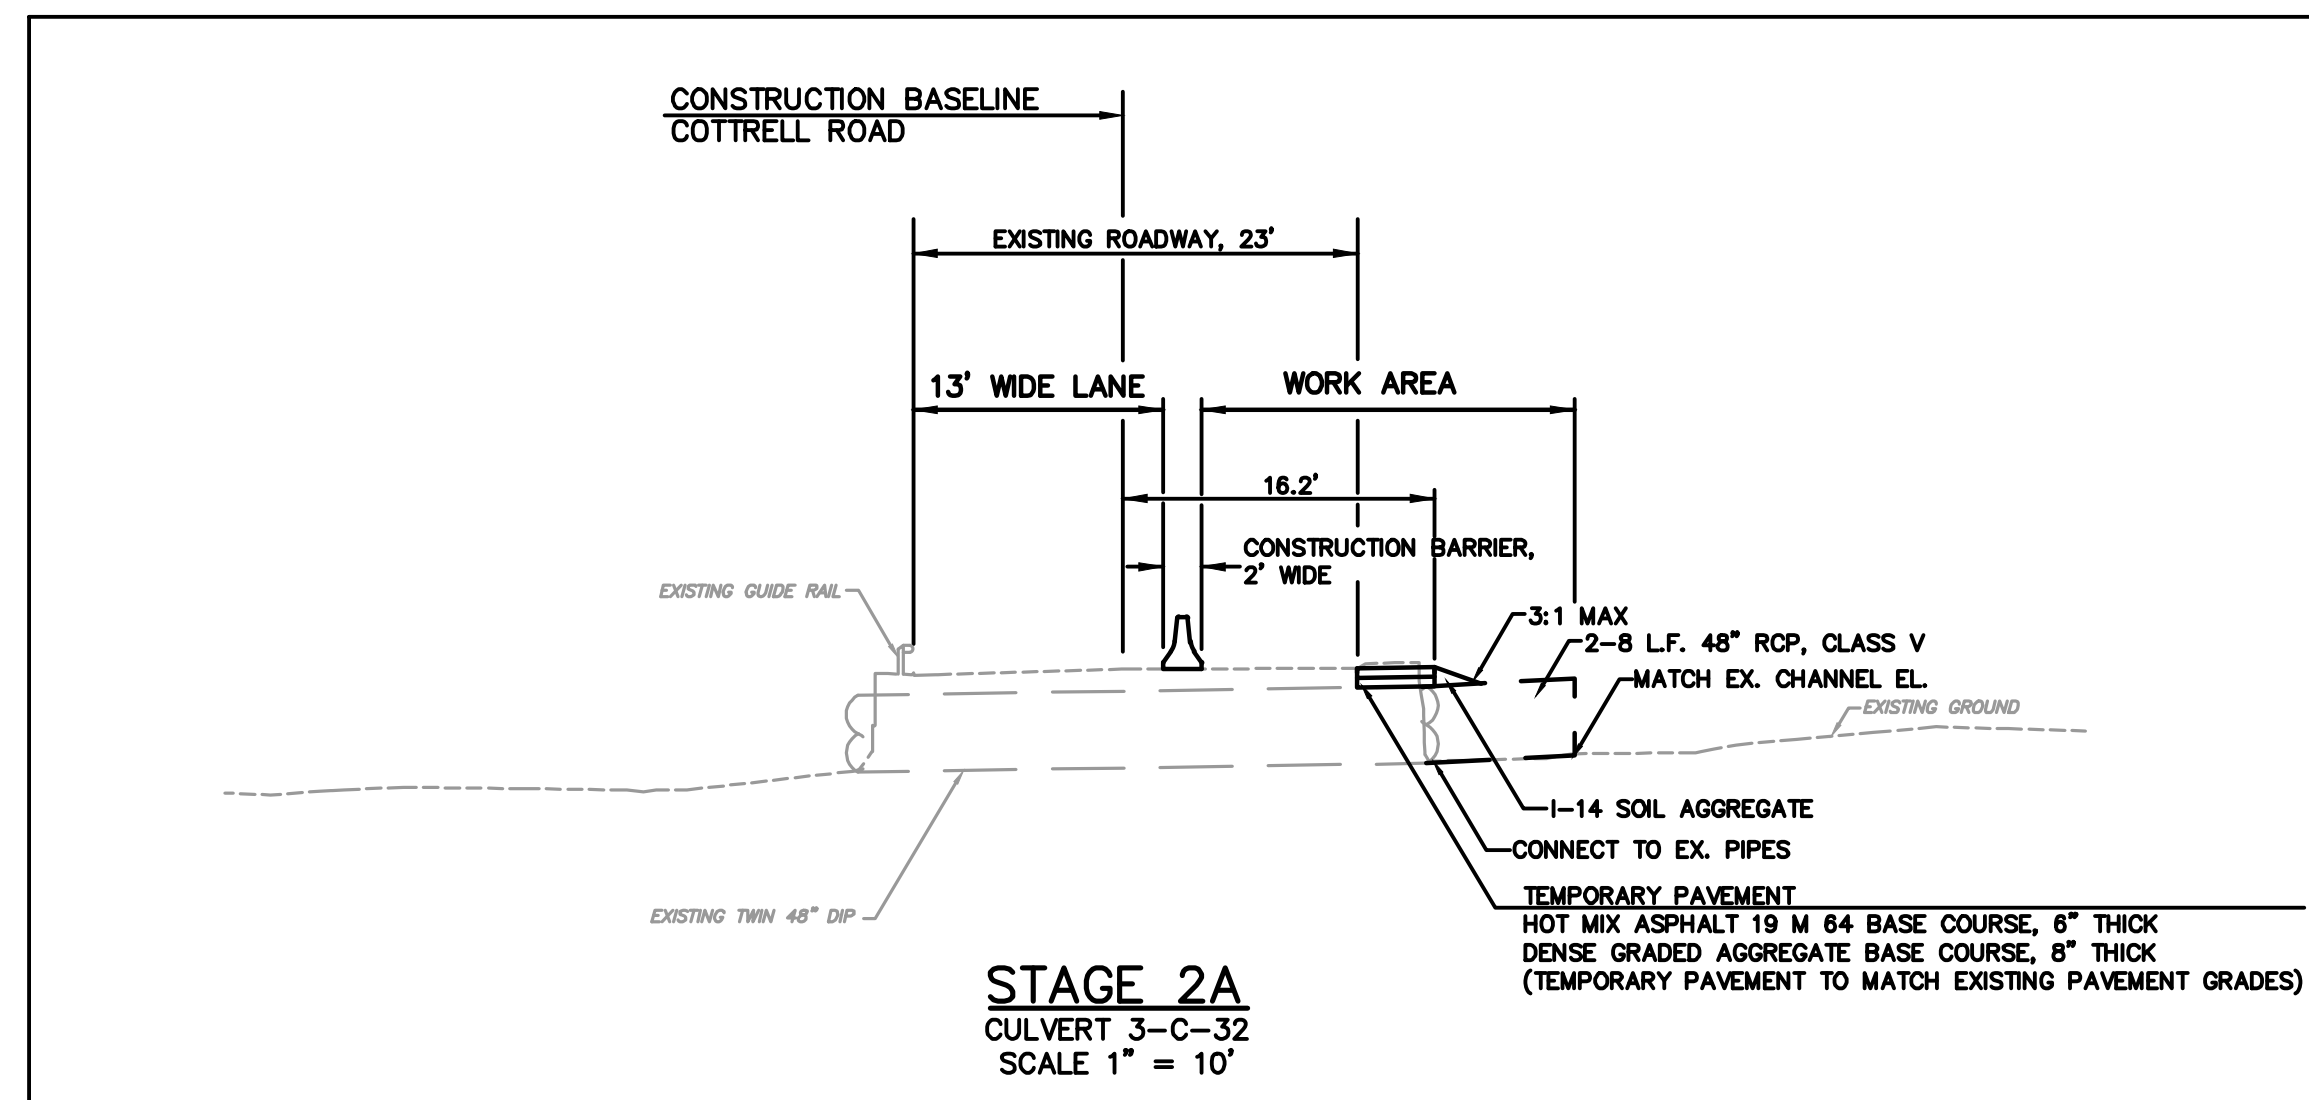 CONSTRUCTION BASELINE
COTTRELL ROAD
EXISTING ROADWAY, 23'
13' WIDE LANE
WORK AREA
16.2'
CONSTRUCTION BARRIER,
2' WIDE
EXISTING GUIDE RAIL
3:1 MAX
2-8 L.F. 48" RCP, CLASS V
MATCH EX. CHANNEL EL.
EXISTING GROUND
I-14 SOIL AGGREGATE
CONNECT TO EX. PIPES
TEMPORARY PAVEMENT
HOT MIX ASPHALT 19 M 64 BASE COURSE, 6" THICK
DENSE GRADED AGGREGATE BASE COURSE, 8" THICK
(TEMPORARY PAVEMENT TO MATCH EXISTING PAVEMENT GRADES)
EXISTING TWIN 48" DIP
STAGE 2A
CULVERT 3-C-32
SCALE 1" = 10'